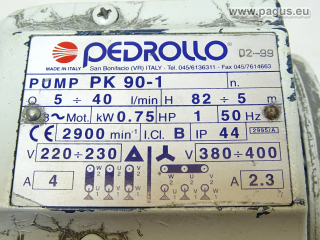 www.pagus.eu
PEDROLLO 02-99
MADE IN ITALY San Bonifacio (VR) ITALY - Tel. 045/6136311 - Fax 045/7614663
PUMP PK 90-1 n.
Q 5 ÷ 40 l/min H 82 ÷ 5 m
3~ Mot. kW 0.75 HP 1 50 Hz
CE 2900 min⁻¹ I.Cl. B IP 44 2995/A
V 220÷230 △ V 380÷400
A 4 A 2.3